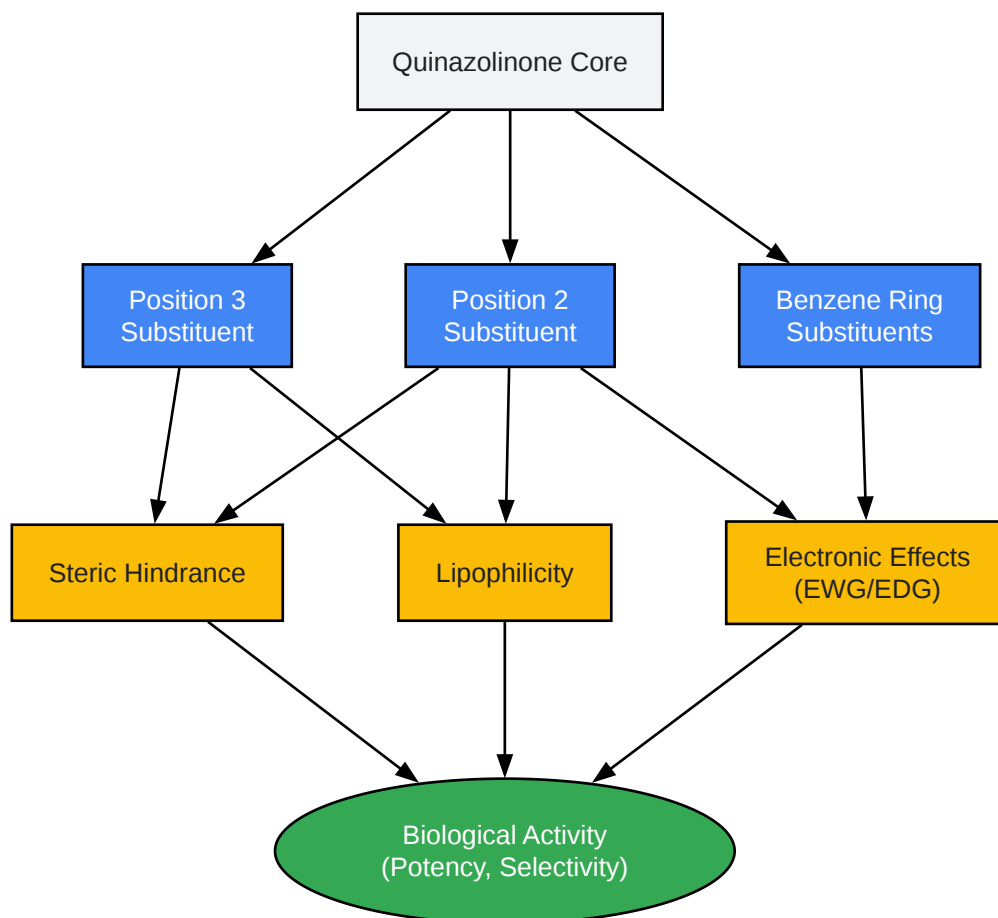 Quinazolinone Core
Position 3
Substituent
Position 2
Substituent
Benzene Ring
Substituents
Steric Hindrance
Lipophilicity
Electronic Effects
(EWG/EDG)
Biological Activity
(Potency, Selectivity)